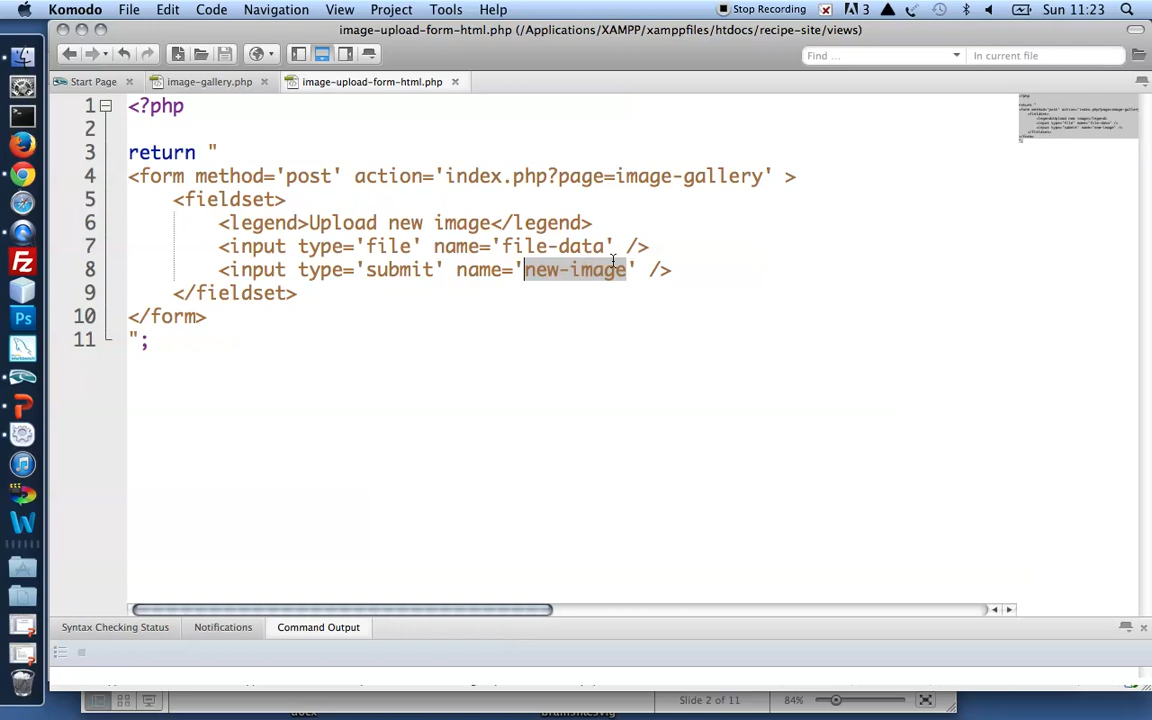 Komodo File Edit Code Navigation View Project Tools Help Stop Recording 3 Sun 11:23
image-upload-form-html.php (/Applications/XAMPP/xamppfiles/htdocs/recipe-site/views)
Find ... In current file
Start Page image-gallery.php image-upload-form-html.php
1 <?php
2
3 return "
4 <form method='post' action='index.php?page=image-gallery' >
5 <fieldset>
6 <legend>Upload new image</legend>
7 <input type='file' name='file-data' />
8 <input type='submit' name='new-image' />
9 </fieldset>
10 </form>
11 ";
Syntax Checking Status Notifications Command Output
Slide 2 of 11 84%